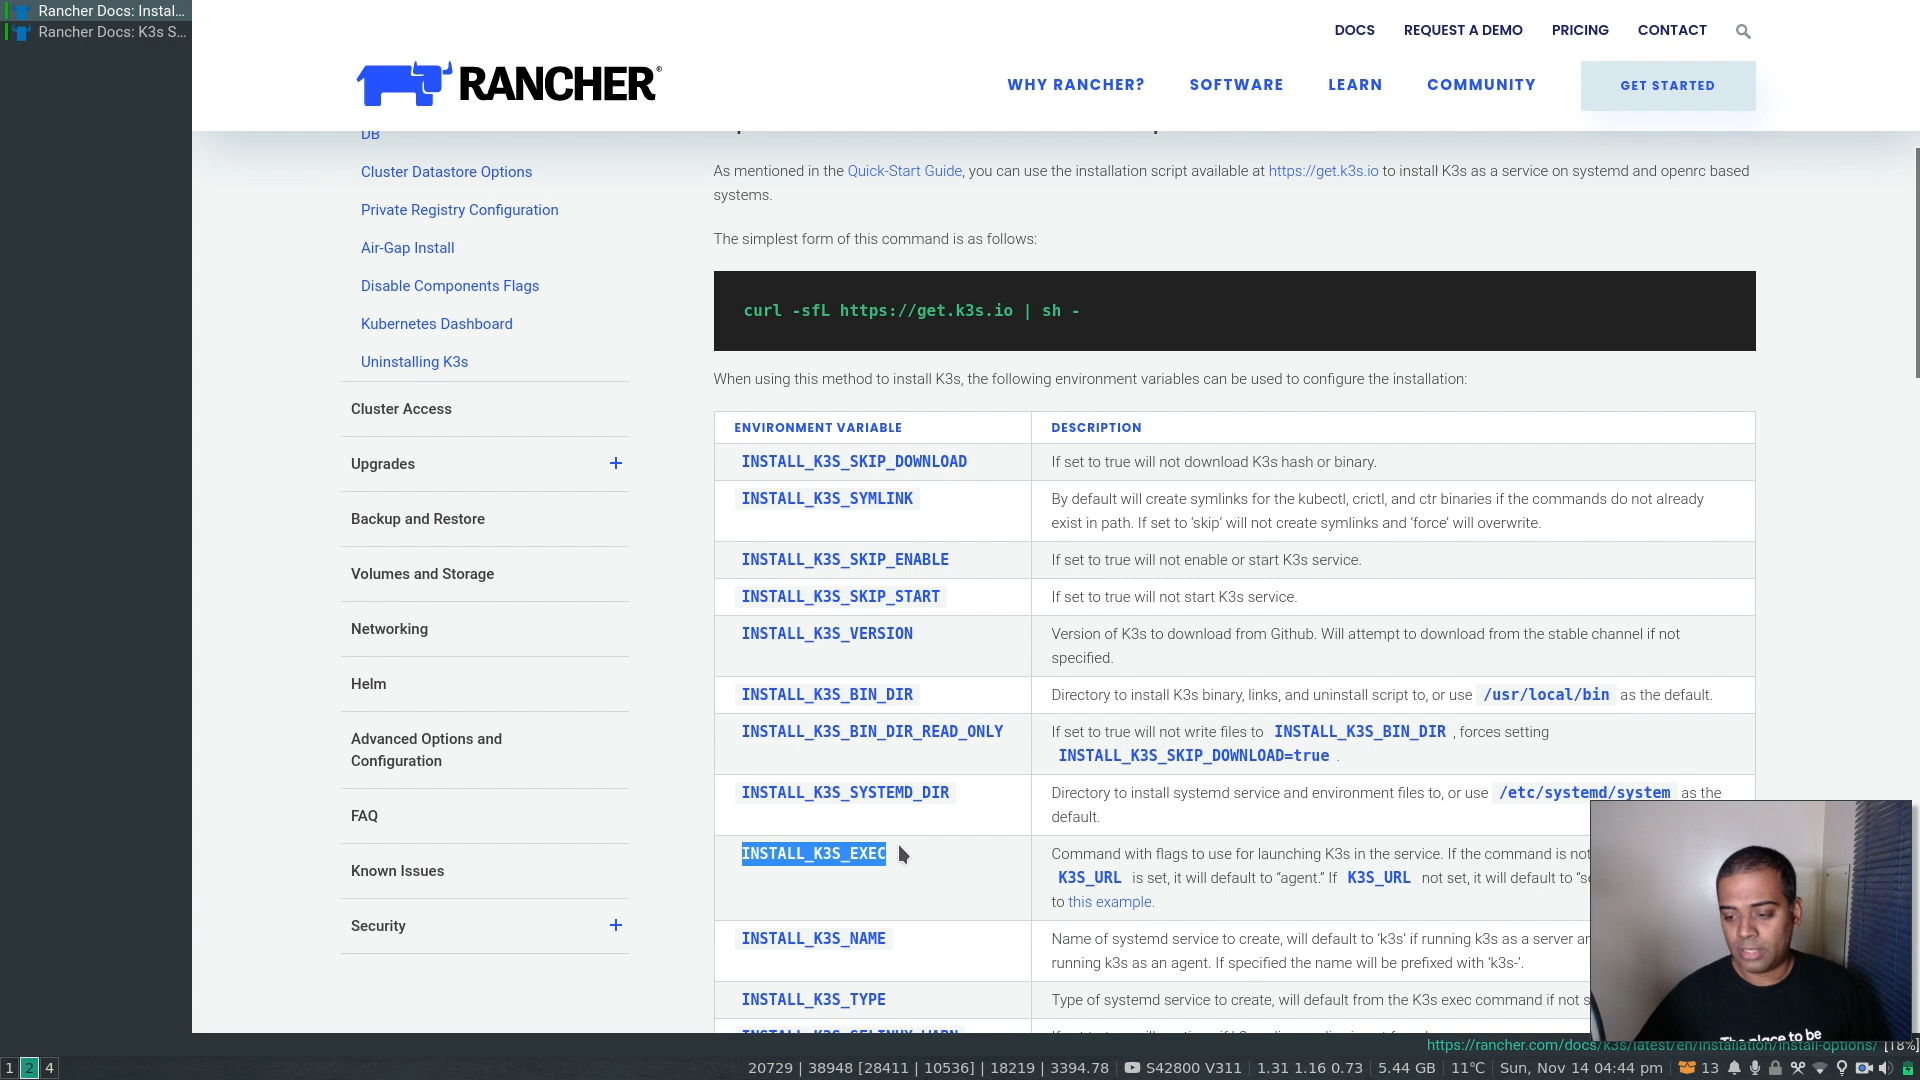 Rancher Docs: Instal...
Rancher Docs: K3s S...
DOCS
REQUEST A DEMO
PRICING
CONTACT
RANCHER®
WHY RANCHER?
SOFTWARE
LEARN
COMMUNITY
GET STARTED
DB
Cluster Datastore Options
Private Registry Configuration
Air-Gap Install
Disable Components Flags
Kubernetes Dashboard
Uninstalling K3s
Cluster Access
Upgrades +
Backup and Restore
Volumes and Storage
Networking
Helm
Advanced Options and
Configuration
FAQ
Known Issues
Security +
As mentioned in the Quick-Start Guide, you can use the installation script available at https://get.k3s.io to install K3s as a service on systemd and openrc based
systems.
The simplest form of this command is as follows:
curl -sfL https://get.k3s.io | sh -
When using this method to install K3s, the following environment variables can be used to configure the installation:
ENVIRONMENT VARIABLE DESCRIPTION
INSTALL_K3S_SKIP_DOWNLOAD If set to true will not download K3s hash or binary.
INSTALL_K3S_SYMLINK By default will create symlinks for the kubectl, crictl, and ctr binaries if the commands do not already
exist in path. If set to ‘skip’ will not create symlinks and ‘force’ will overwrite.
INSTALL_K3S_SKIP_ENABLE If set to true will not enable or start K3s service.
INSTALL_K3S_SKIP_START If set to true will not start K3s service.
INSTALL_K3S_VERSION Version of K3s to download from Github. Will attempt to download from the stable channel if not
specified.
INSTALL_K3S_BIN_DIR Directory to install K3s binary, links, and uninstall script to, or use /usr/local/bin as the default.
INSTALL_K3S_BIN_DIR_READ_ONLY If set to true will not write files to INSTALL_K3S_BIN_DIR , forces setting
INSTALL_K3S_SKIP_DOWNLOAD=true .
INSTALL_K3S_SYSTEMD_DIR Directory to install systemd service and environment files to, or use /etc/systemd/system as the
default.
INSTALL_K3S_EXEC Command with flags to use for launching K3s in the service. If the command is not
K3S_URL is set, it will default to “agent.” If K3S_URL not set, it will default to “se
to this example.
INSTALL_K3S_NAME Name of systemd service to create, will default to ‘k3s’ if running k3s as a server an
running k3s as an agent. If specified the name will be prefixed with ‘k3s-’.
INSTALL_K3S_TYPE Type of systemd service to create, will default from the K3s exec command if not s
The place to be
https://rancher.com/docs/k3s/latest/en/installation/install-options/ [18%]
1 2 4
20729 | 38948 [28411 | 10536] | 18219 | 3394.78
S42800 V311
1.31 1.16 0.73
5.44 GB
11℃
Sun, Nov 14 04:44 pm
13